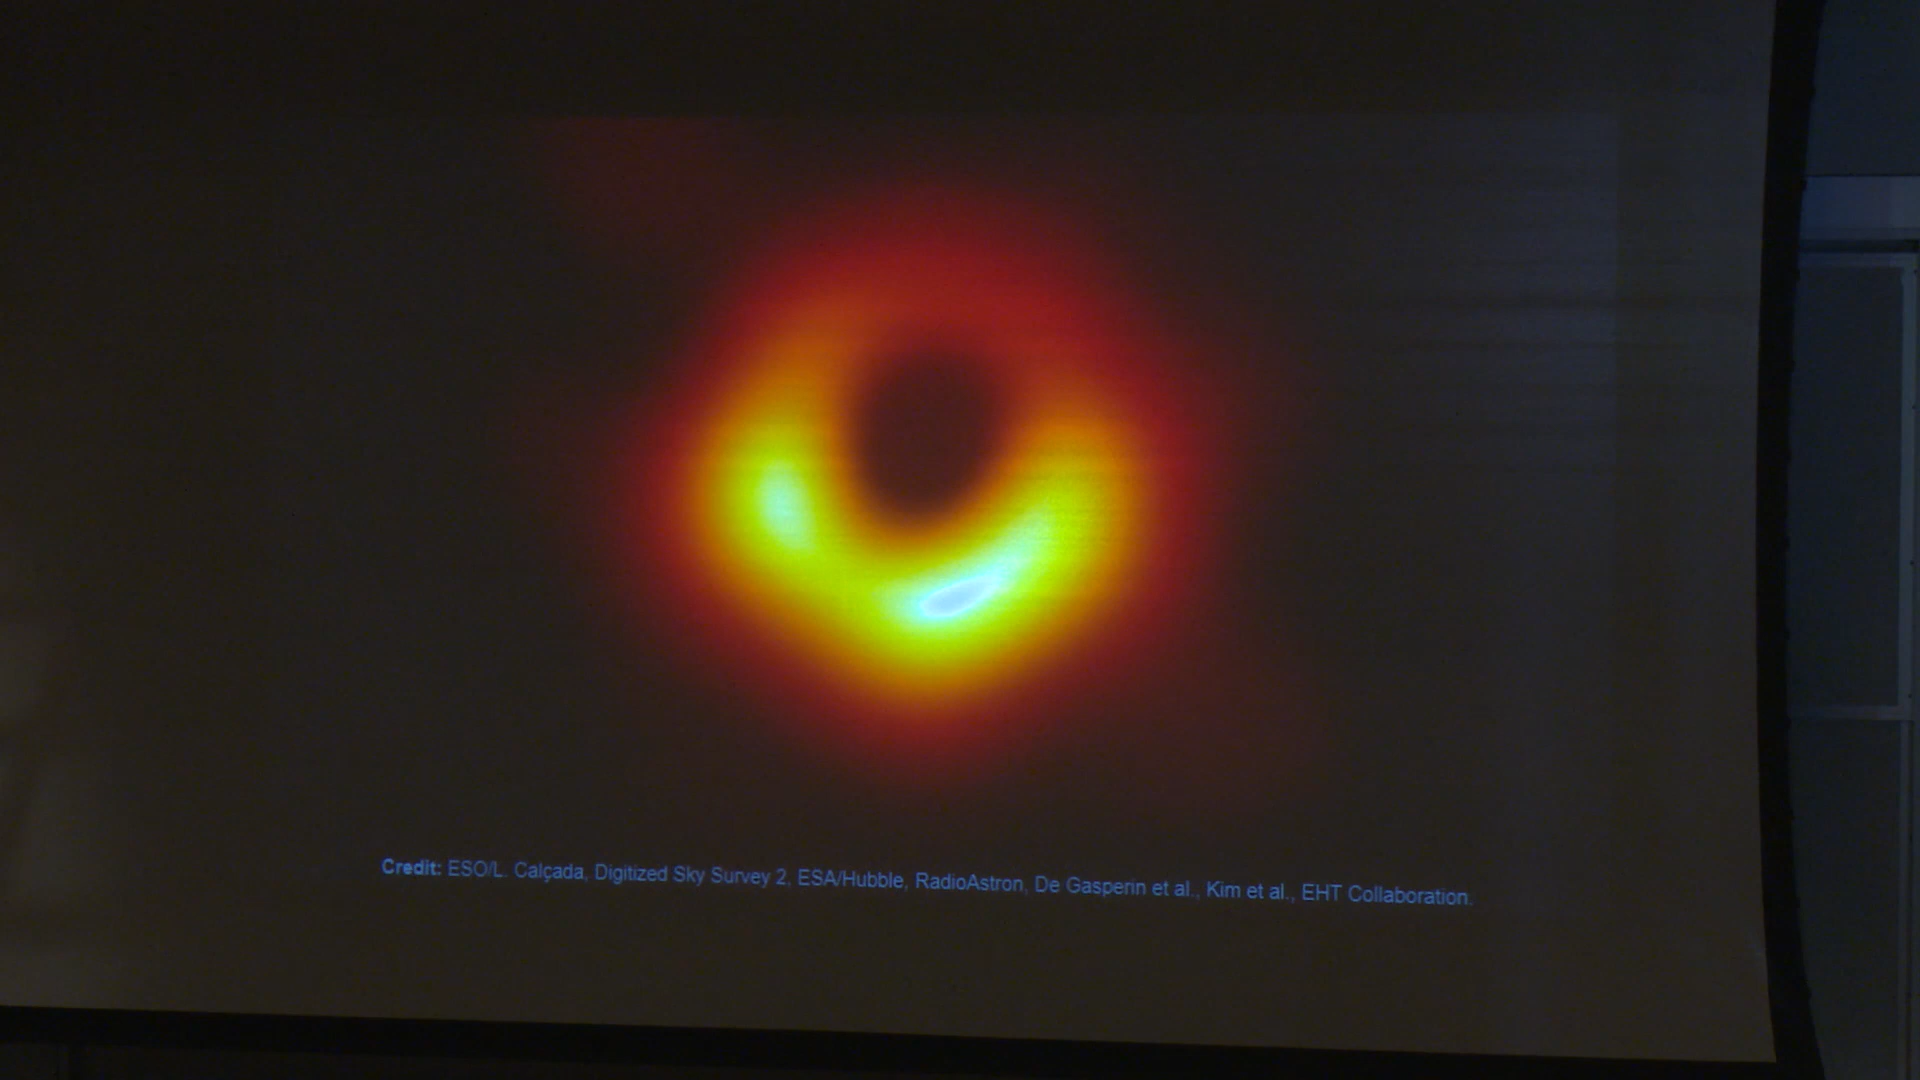 Credit: ESO/L. Calçada, Digitized Sky Survey 2, ESA/Hubble, RadioAstron, De Gasperin et al., Kim et al., EHT Collaboration.